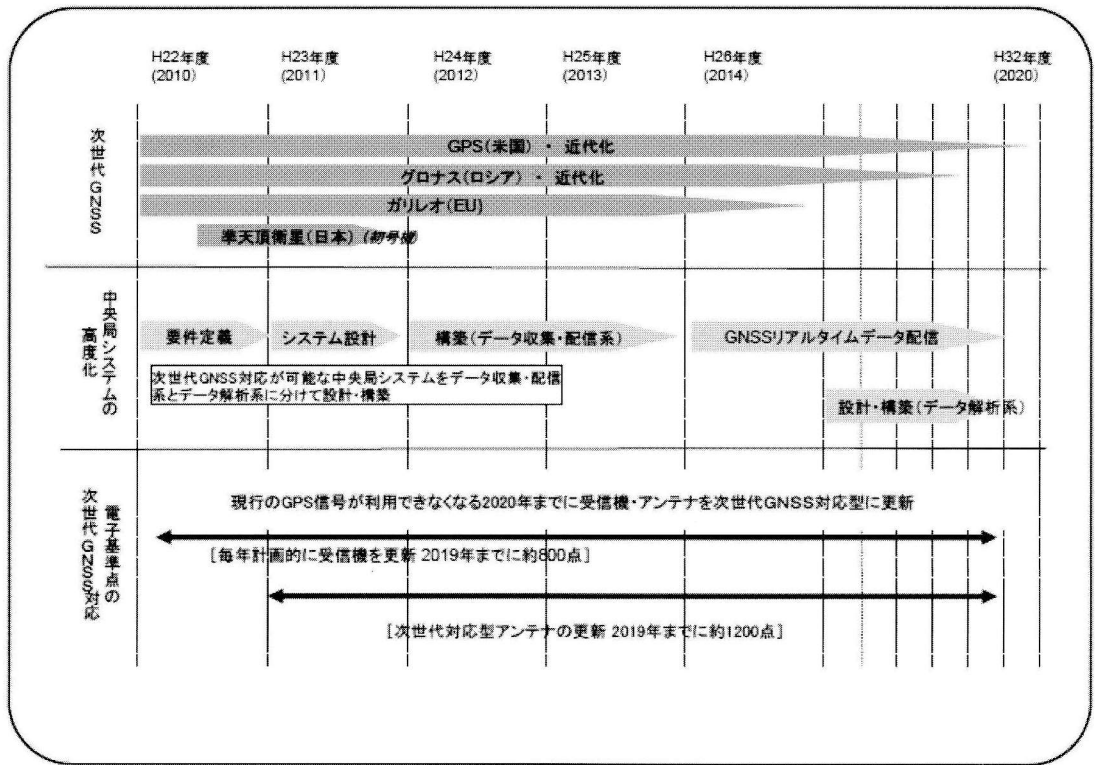 H22年度
(2010)
H23年度
(2011)
H24年度
(2012)
H25年度
(2013)
H26年度
(2014)
H32年度
(2020)
次世代GNSS
GPS(米国) ・ 近代化
グロナス(ロシア) ・ 近代化
ガリレオ(EU)
準天頂衛星(日本) (初号機)
中央局システムの
高度化
要件定義
システム設計
構築(データ収集・配信系)
GNSSリアルタイムデータ配信
次世代GNSS対応が可能な中央局システムをデータ収集・配信
系とデータ解析系に分けて設計・構築
設計・構築(データ解析系)
電子基準点の
次世代GNSS対応
現行のGPS信号が利用できなくなる2020年までに受信機・アンテナを次世代GNSS対応型に更新
[毎年計画的に受信機を更新 2019年までに約800点]
[次世代対応型アンテナの更新 2019年までに約1200点]